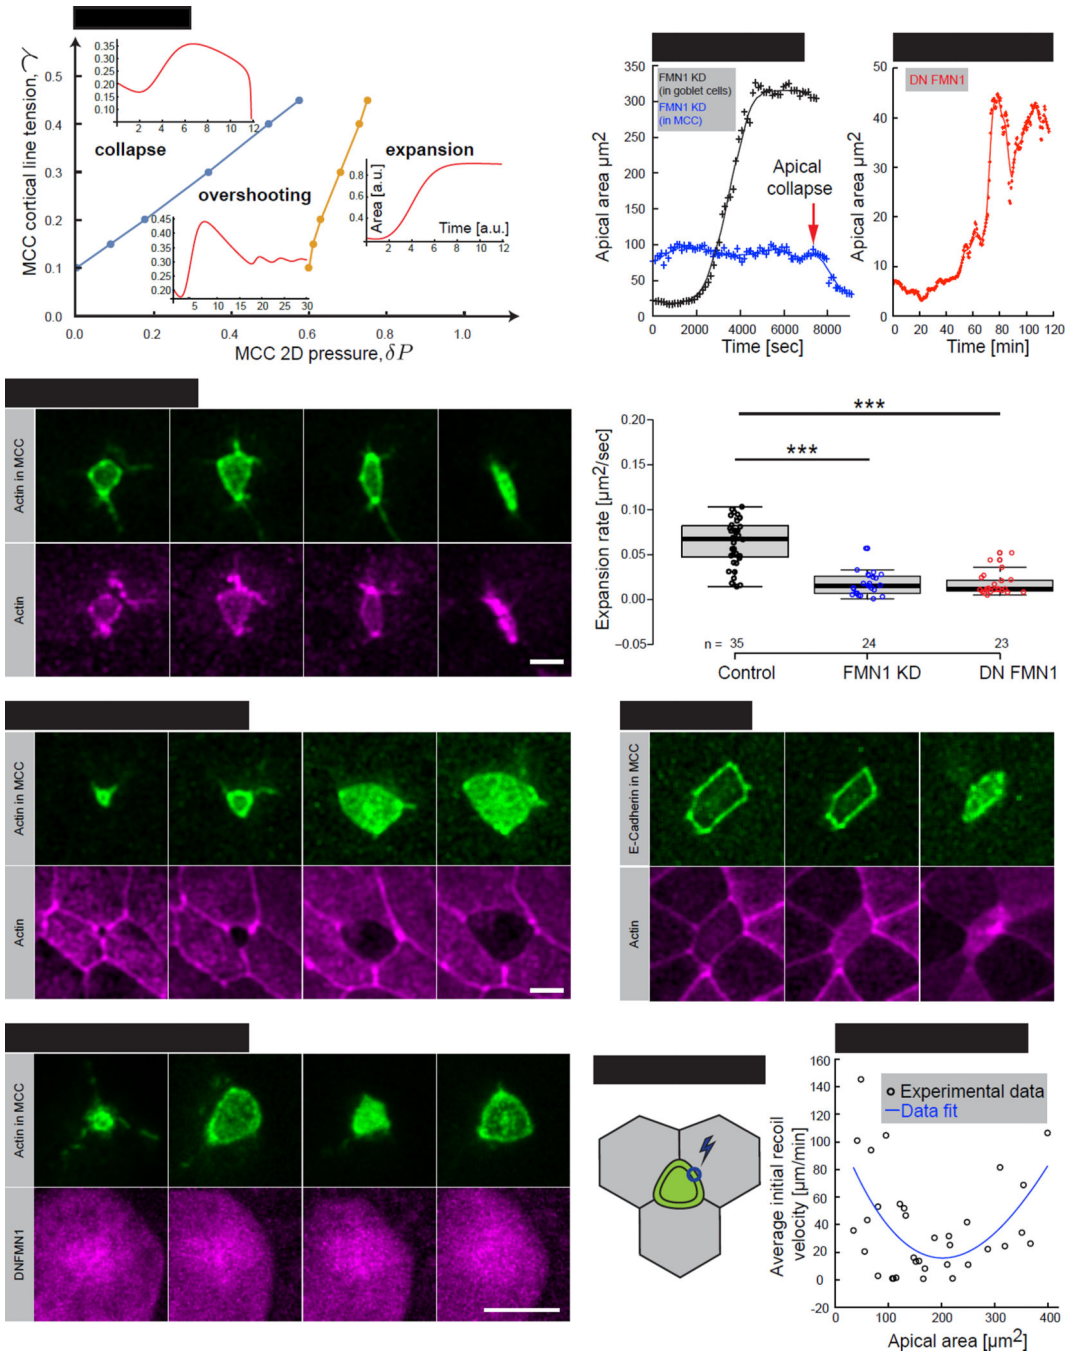 MCC cortical line tension, γ
0.5
0.4
0.3
0.2
0.1
0.0
0.0
0.2
0.4
0.6
0.8
1.0
MCC 2D pressure, δP
0.35
0.30
0.25
0.20
0.15
0.10
2
4
6
8
10
12
collapse
overshooting
expansion
0.45
0.40
0.35
0.30
0.25
0.20
5
10
15
20
25
30
Area [a.u.]
0.8
0.6
0.4
Time [a.u.]
2
4
6
8
10
12
Apical area µm2
350
300
250
200
150
100
50
0
FMN1 KD
(in goblet cells)
FMN1 KD
(in MCC)
Apical
collapse
0
2000
4000
6000
8000
Time [sec]
Apical area µm2
50
40
30
20
10
0
DN FMN1
0
20
40
60
80
100
120
Time [min]
Actin in MCC
Actin
Expansion rate [µm2/sec]
0.20
0.15
0.10
0.05
0.00
−0.05
***
***
n = 35
24
23
Control
FMN1 KD
DN FMN1
Actin in MCC
Actin
E-Cadherin in MCC
Actin
Actin in MCC
DNFMN1
Average initial recoil
velocity [µm/min]
160
140
120
100
80
60
40
20
0
-20
Experimental data
Data fit
0
100
200
300
400
Apical area [µm2]